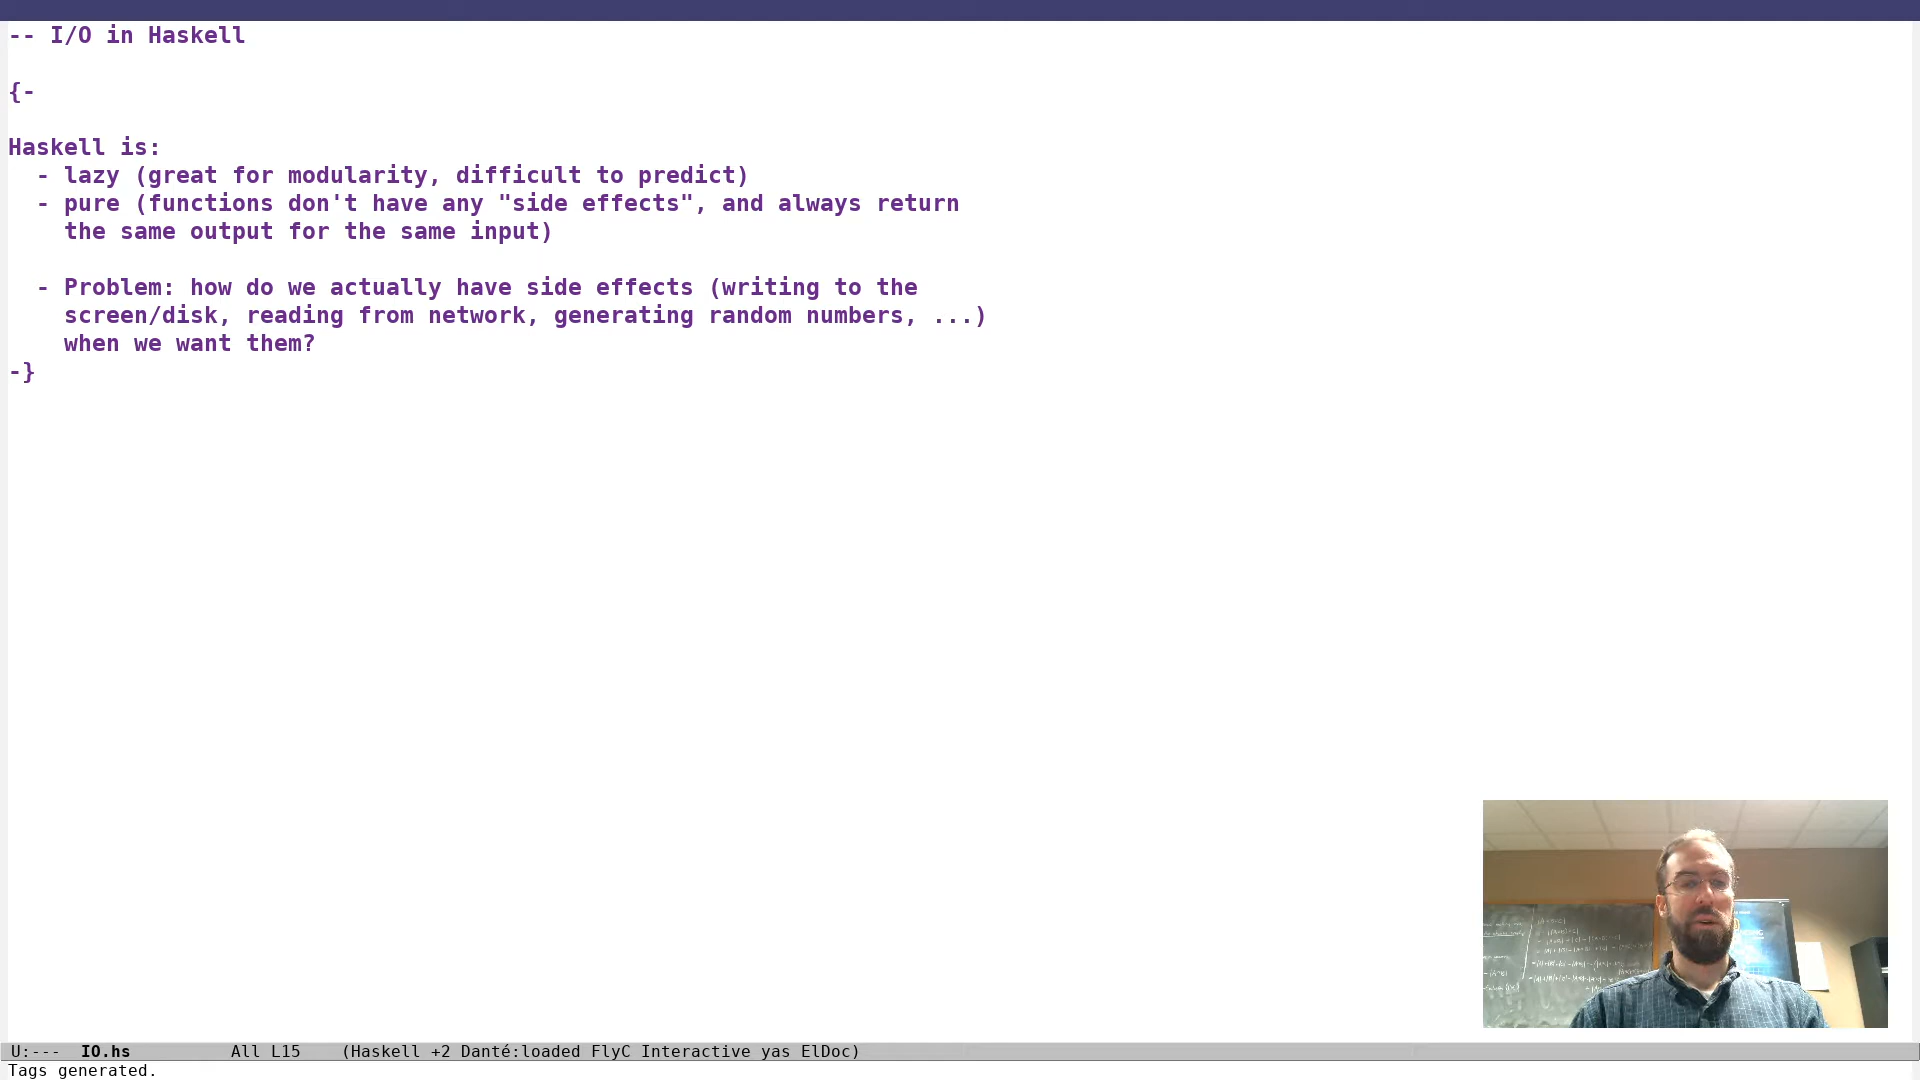 -- I/O in Haskell
{-
Haskell is:
- lazy (great for modularity, difficult to predict)
- pure (functions don't have any "side effects", and always return
the same output for the same input)
- Problem: how do we actually have side effects (writing to the
screen/disk, reading from network, generating random numbers, ...)
when we want them?
-}
U:--- IO.hs All L15 (Haskell +2 Danté:loaded FlyC Interactive yas ElDoc)
Tags generated.